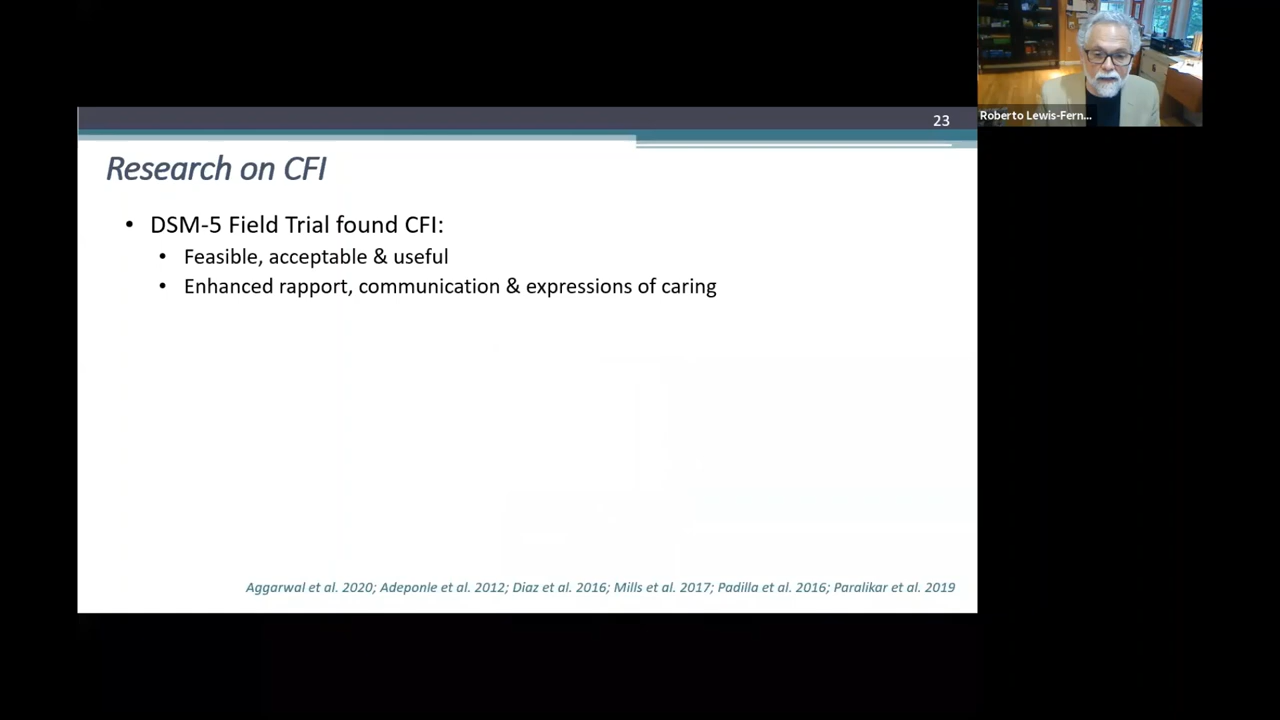 23
Roberto Lewis-Fern...
Research on CFI
• DSM-5 Field Trial found CFI:
• Feasible, acceptable & useful
• Enhanced rapport, communication & expressions of caring
Aggarwal et al. 2020; Adeponle et al. 2012; Diaz et al. 2016; Mills et al. 2017; Padilla et al. 2016; Paralikar et al. 2019